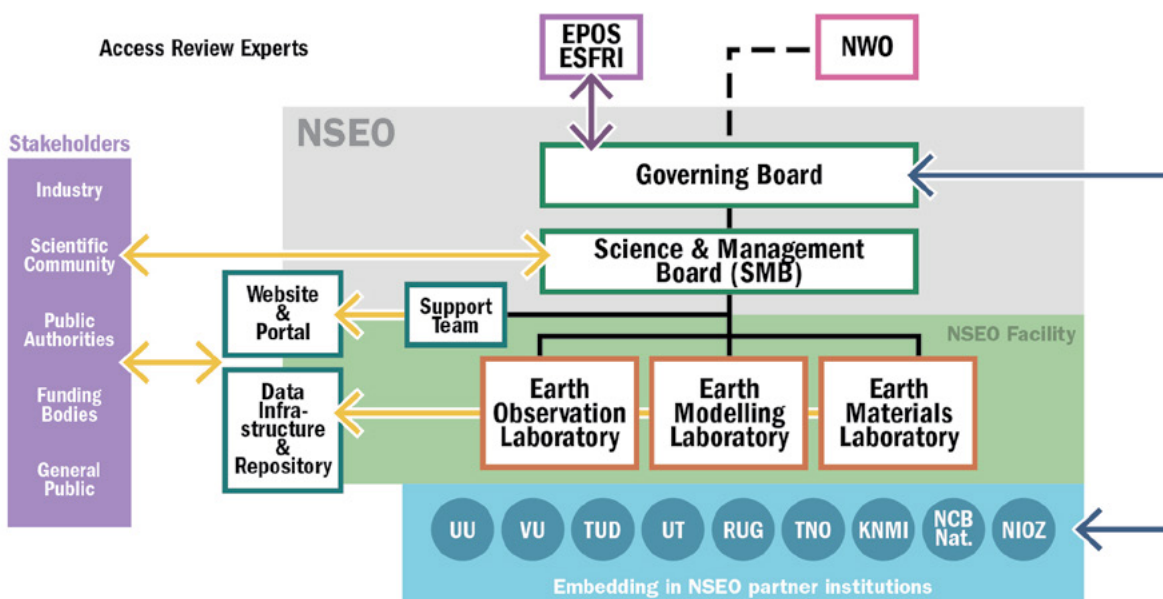 Access Review Experts
EPOS
ESFRI
NWO
NSEO
Stakeholders
Industry
Scientific
Community
Public
Authorities
Funding
Bodies
General
Public
Governing Board
Science & Management
Board (SMB)
Website
&
Portal
Support
Team
NSEO Facility
Data
Infra-
structure
&
Repository
Earth
Observation
Laboratory
Earth
Modelling
Laboratory
Earth
Materials
Laboratory
UU
VU
TUD
UT
RUG
TNO
KNMI
NCB
Nat.
NIOZ
Embedding in NSEO partner institutions